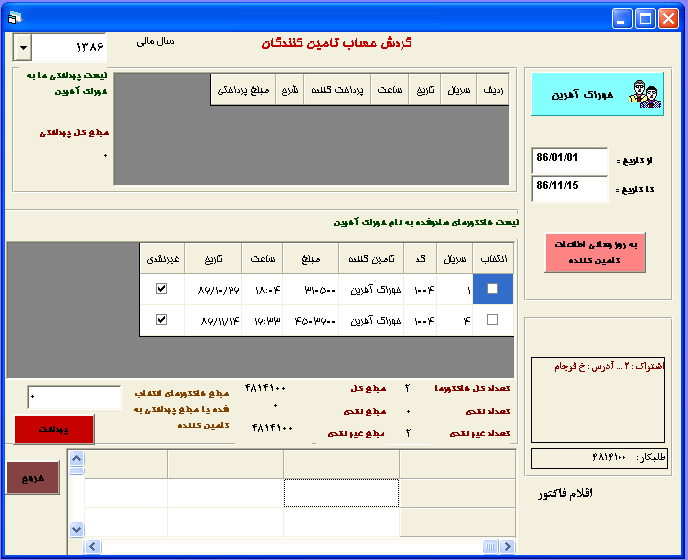 گردش حساب تامین کنندگان
سال مالی
۱۳۸۶
خوراک آفرین
از تاریخ :
86/01/01
تا تاریخ :
86/11/15
به روز رسانی اطلاعات
تامین کننده
لیست پرداختی ما به
خوراک آفرین
مبلغ کل پرداختی
۰
ردیف سریال تاریخ ساعت پرداخت کننده شرح مبلغ پرداختی
لیست فاکتورهای صادرشده به نام خوراک آفرین
انتخاب سریال کد تامین کننده مبلغ ساعت تاریخ غیرنقدی
۱ ۱۰۰۴ خوراک آفرین ۳۱۰۵۰۰ ۱۸:۰۴ ۸۶/۱۰/۲۶
۴ ۱۰۰۴ خوراک آفرین ۴۵۰۳۶۰۰ ۱۶:۳۳ ۸۶/۱۱/۱۴
تعداد کل فاکتورها ۲ مبلغ کل ۴۸۱۴۱۰۰
تعداد نقدی ۰ مبلغ نقدی ۰
تعداد غیر نقدی ۲ مبلغ غیر نقدی ۴۸۱۴۱۰۰
مبلغ فاکتورهای انتخاب
شده یا مبلغ پرداختی به
تامین کننده
۰
پرداخت
خروج
اشتراک : ۲ ... آدرس : خ فرجام
طلبکار: ۴۸۱۴۱۰۰
اقلام فاکتور